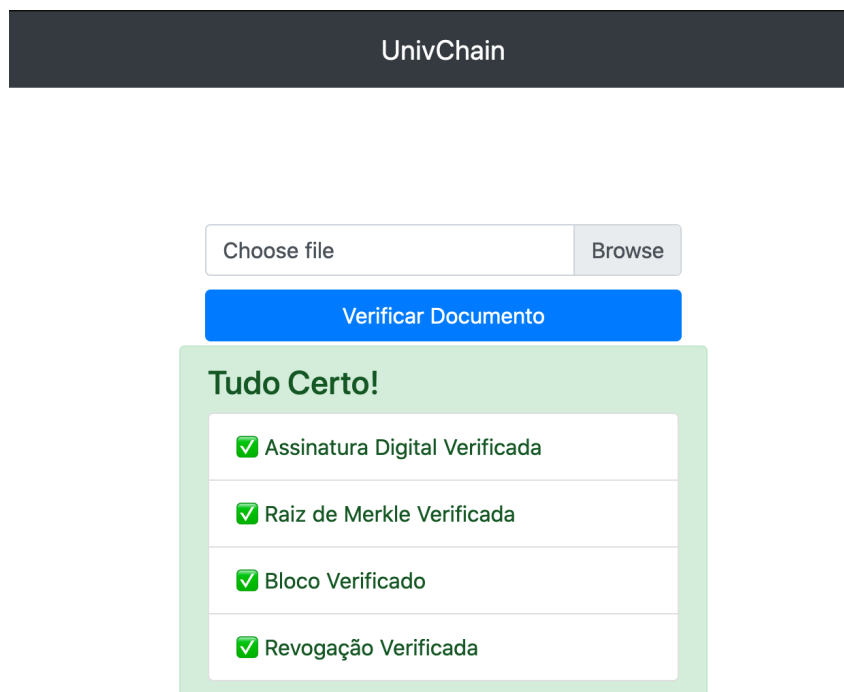 UnivChain
Choose file Browse
Verificar Documento
Tudo Certo!
✅ Assinatura Digital Verificada
✅ Raiz de Merkle Verificada
✅ Bloco Verificado
✅ Revogação Verificada